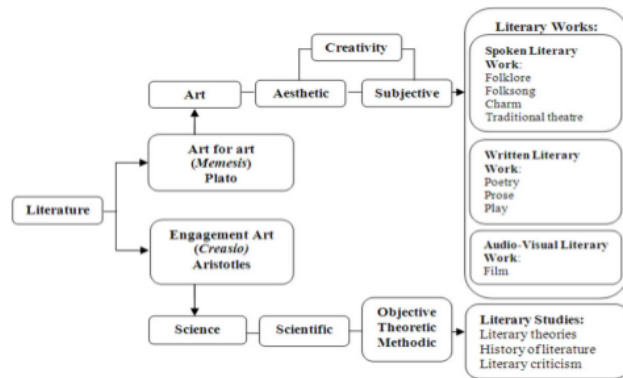 Literature
Art for art
(Memesis)
Plato
Engagement Art
(Creasio)
Aristotles
Art
Aesthetic
Creativity
Subjective
Science
Scientific
Objective
Theoretic
Methodic
Literary Works:
Spoken Literary
Work:
Folklore
Folksong
Charm
Traditional theatre
Written Literary
Work:
Poetry
Prose
Play
Audio-Visual Literary
Work:
Film
Literary Studies:
Literary theories
History of literature
Literary criticism